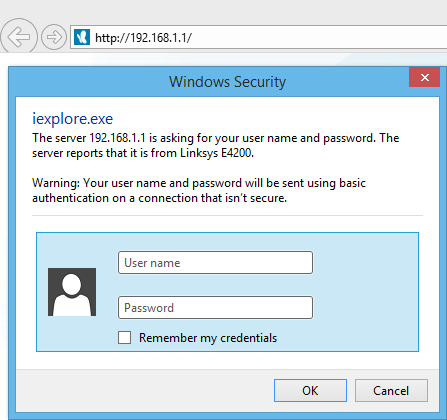 http://192.168.1.1/
Windows Security
iexplore.exe
The server 192.168.1.1 is asking for your user name and password. The
server reports that it is from Linksys E4200.
Warning: Your user name and password will be sent using basic
authentication on a connection that isn't secure.
User name
Password
Remember my credentials
OK
Cancel